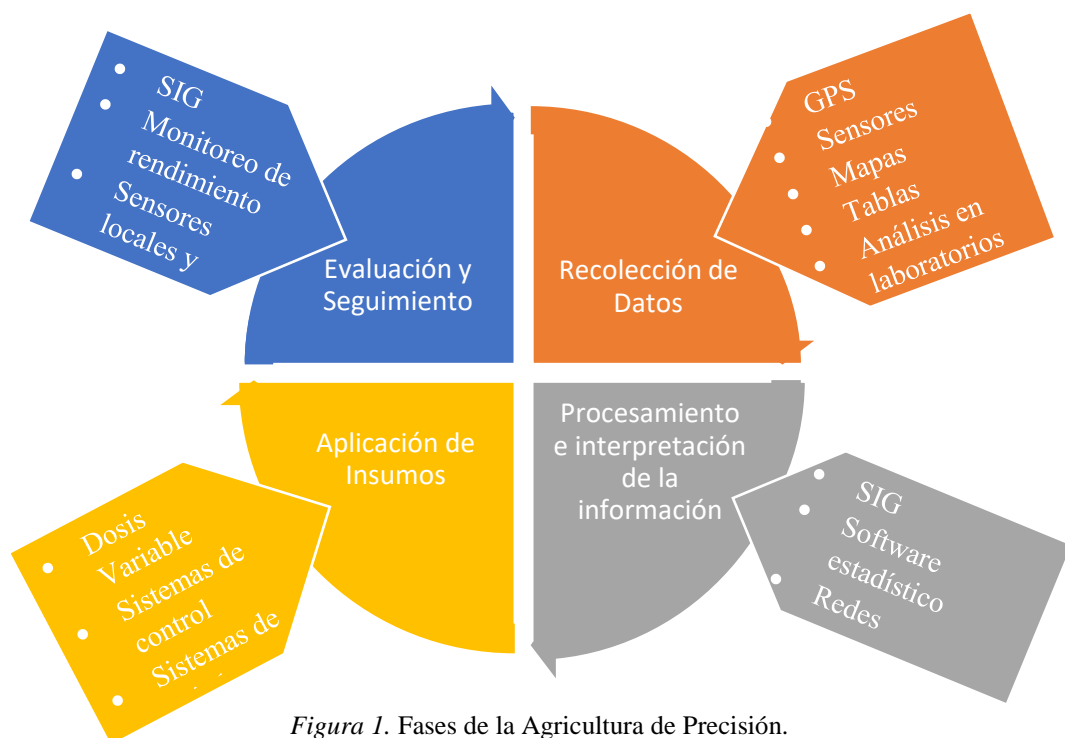 SIG
Monitoreo de
rendimiento
Sensores
locales y
GPS
Sensores
Mapas
Tablas
Análisis en
laboratorios
Evaluación y
Seguimiento
Recolección de
Datos
Aplicación de
Insumos
Procesamiento
e interpretación
de la
información
Dosis
Variable
Sistemas de
control
Sistemas de
SIG
Software
estadístico
Redes
Figura 1. Fases de la Agricultura de Precisión.